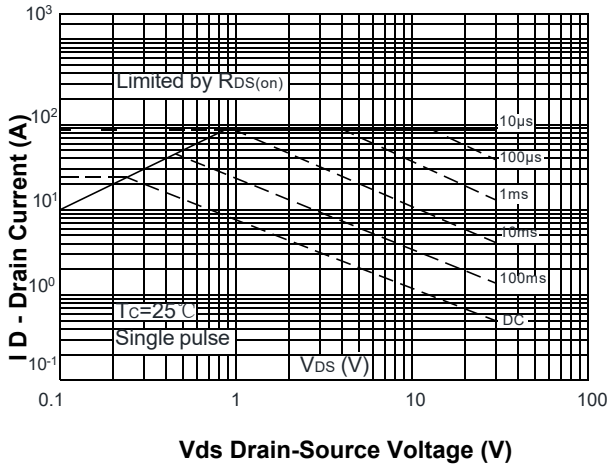 10³
Limited by RDS(on)
10²
10µs
100µs
1ms
10¹
10ms
100ms
10⁰
DC
TC=25℃
Single pulse
VDS (V)
10⁻¹
0.1 1 10 100
I D - Drain Current (A)
Vds Drain-Source Voltage (V)